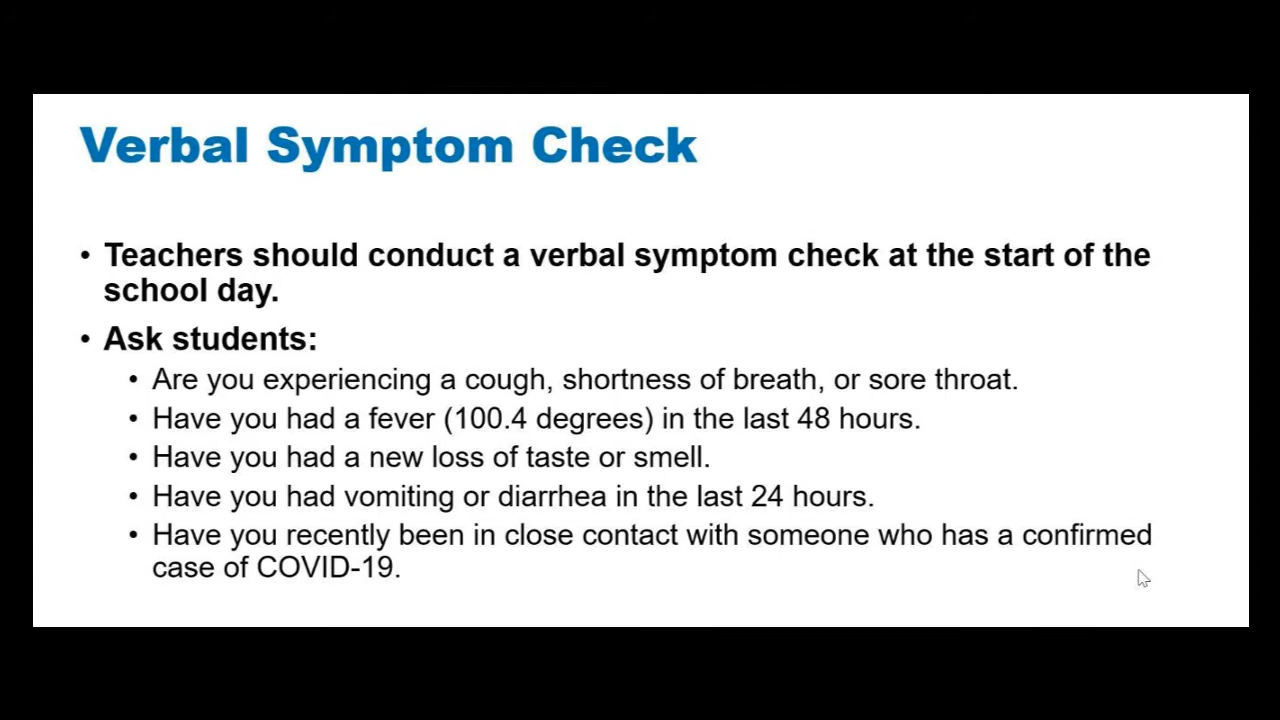 Verbal Symptom Check
• Teachers should conduct a verbal symptom check at the start of the
school day.
• Ask students:
• Are you experiencing a cough, shortness of breath, or sore throat.
• Have you had a fever (100.4 degrees) in the last 48 hours.
• Have you had a new loss of taste or smell.
• Have you had vomiting or diarrhea in the last 24 hours.
• Have you recently been in close contact with someone who has a confirmed
case of COVID-19.